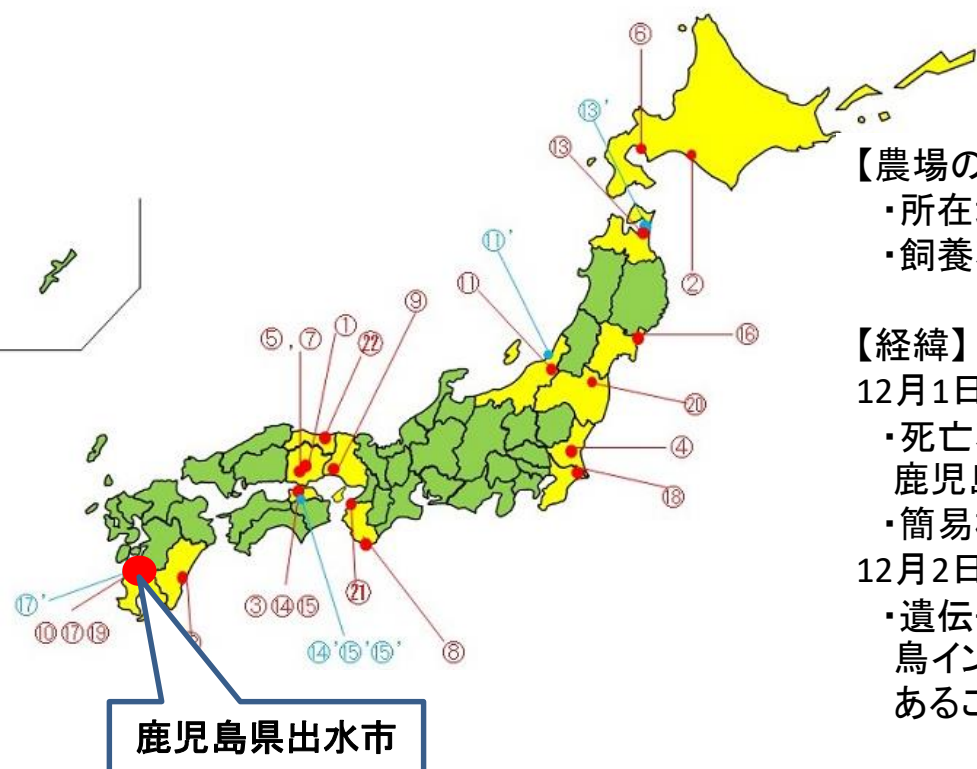 ⑥
⑬'
⑬
【農場の
・所在
・飼養
⑪'
②
⑪
⑨
①
⑤,⑦
㉒
⑯
【経緯】
12月1日
⑳
・死亡
④
鹿児島
⑱
・簡易
12月2日
⑰'
③⑭⑮
㉑
⑩⑰⑲
・遺伝
⑭'⑮'⑮'
⑧
鳥イン
あるこ
鹿児島県出水市